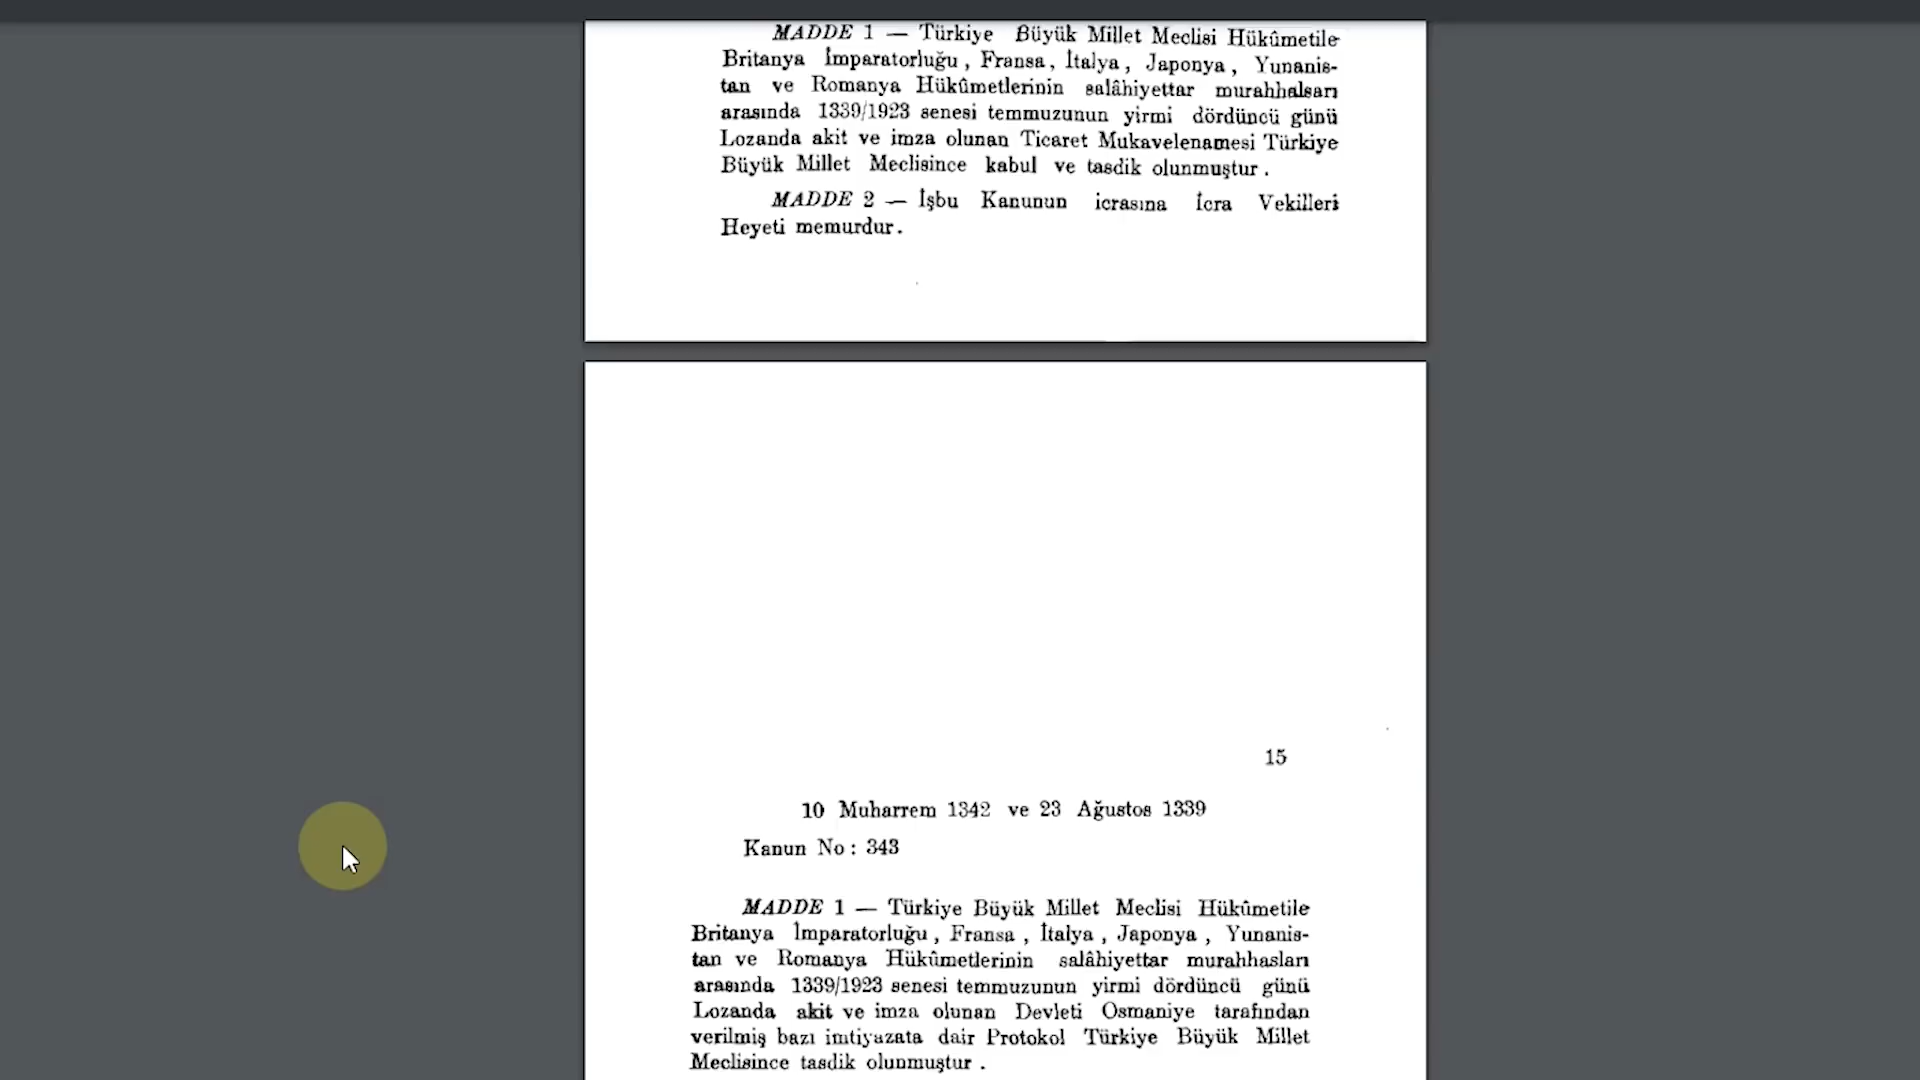 MADDE 1 — Türkiye Büyük Millet Meclisi Hükûmetile
Britanya İmparatorluğu, Fransa, İtalya, Japonya, Yunanis-
tan ve Romanya Hükûmetlerinin salâhiyettar murahhalsarı
arasında 1339/1923 senesi temmuzunun yirmi dördüncü günü
Lozanda akit ve imza olunan Ticaret Mukavelenamesi Türkiye
Büyük Millet Meclisince kabul ve tasdik olunmuştur.
MADDE 2 — İşbu Kanunun icrasına İcra Vekilleri
Heyeti memurdur.
15
10 Muharrem 1342 ve 23 Ağustos 1339
Kanun No: 343
MADDE 1 — Türkiye Büyük Millet Meclisi Hükûmetile
Britanya İmparatorluğu, Fransa, İtalya, Japonya, Yunanis-
tan ve Romanya Hükûmetlerinin salâhiyettar murahhasları
arasında 1339/1923 senesi temmuzunun yirmi dördüncü günü
Lozanda akit ve imza olunan Devleti Osmaniye tarafından
verilmiş bazı imtiyazata dair Protokol Türkiye Büyük Millet
Meclisince tasdik olunmuştur.